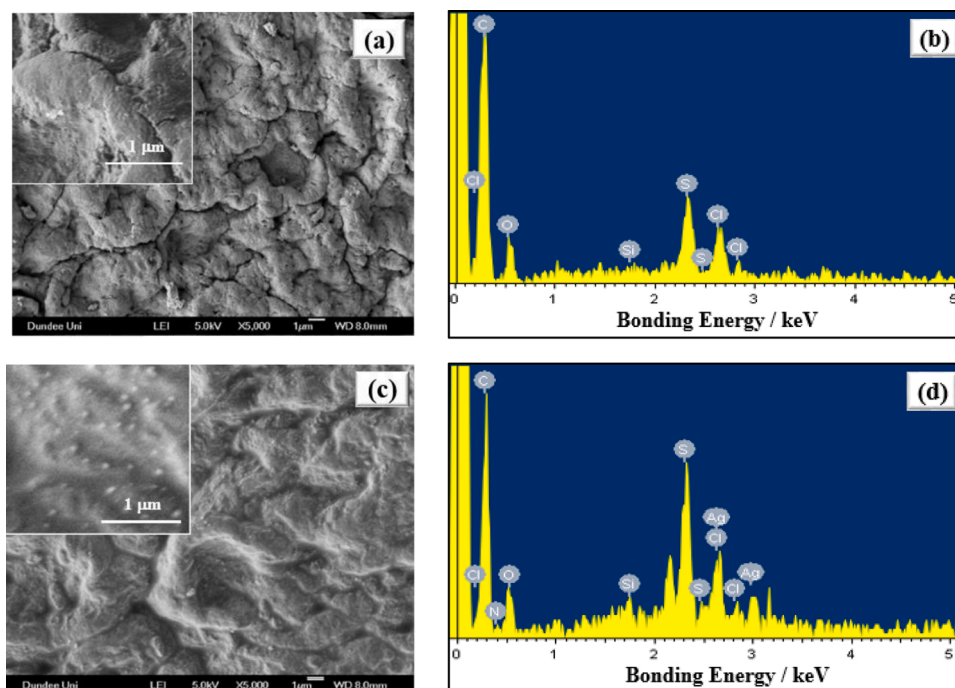 (a)
1 μm
Dundee Uni LEI 5.0kV X5,000 1μm WD 8.0mm
(b)
C
Cl
O
Si
S
S
Cl
Cl
0 1 2 3 4 5
Bonding Energy / keV
(c)
1 μm
Dundee Uni LEI 5.0kV X5,000 1μm WD 8.0mm
(d)
C
Cl
N
O
Si
S
S
Ag
Cl
Cl
Ag
0 1 2 3 4 5
Bonding Energy / keV